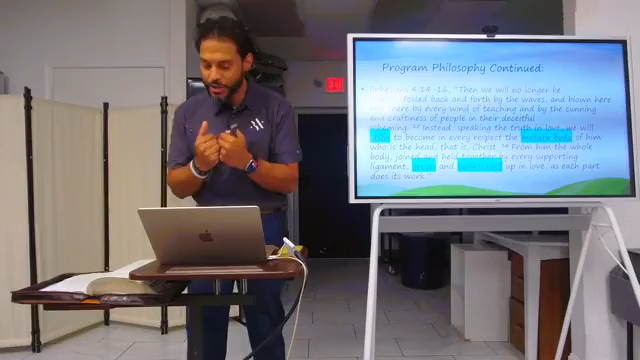 Program Philosophy Continued:
• Ephesians 4:14-16, "Then we will no longer be
tossed back and forth by the waves, and blown here
and there by every wind of teaching and by the cunning
and craftiness of people in their deceitful
scheming. 15 Instead, speaking the truth in love, we will
to become in every respect the mature body of him
who is the head, that is, Christ. 16 From him the whole
body, joined and held together by every supporting
ligament, and up in love, as each part
does its work."
EXIT